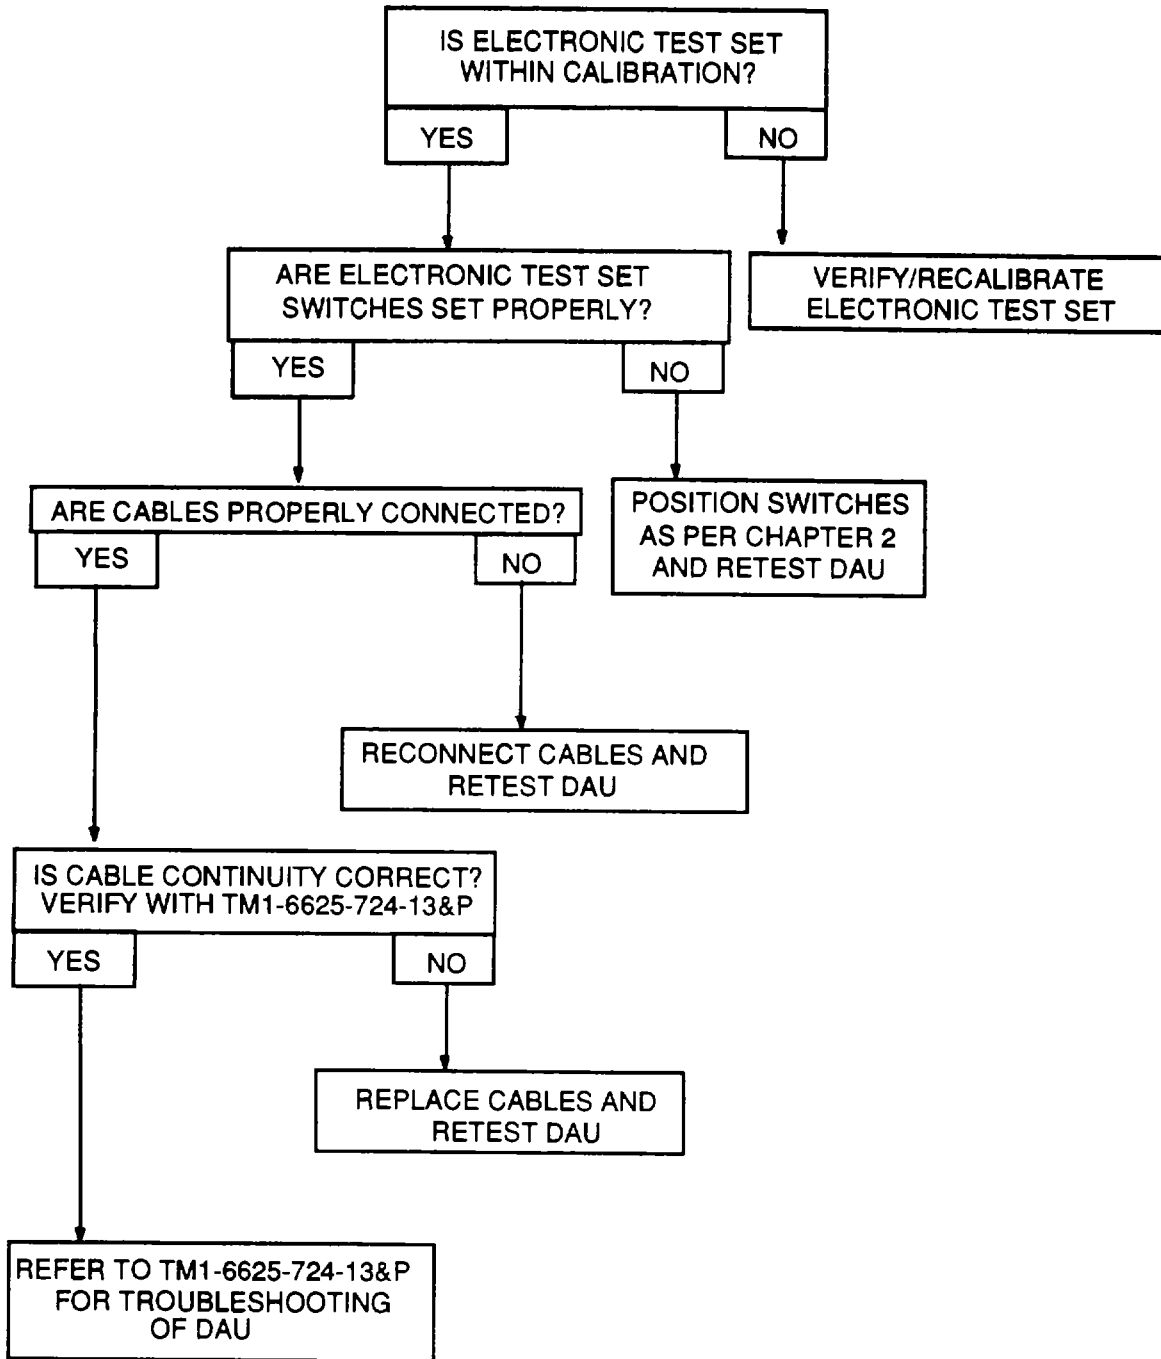 IS ELECTRONIC TEST SET
WITHIN CALIBRATION?
YES
NO
ARE ELECTRONIC TEST SET
SWITCHES SET PROPERLY?
VERIFY/RECALIBRATE
ELECTRONIC TEST SET
YES
NO
ARE CABLES PROPERLY CONNECTED?
POSITION SWITCHES
AS PER CHAPTER 2
AND RETEST DAU
YES
NO
RECONNECT CABLES AND
RETEST DAU
IS CABLE CONTINUITY CORRECT?
VERIFY WITH TM1-6625-724-13&P
YES
NO
REPLACE CABLES AND
RETEST DAU
REFER TO TM1-6625-724-13&P
FOR TROUBLESHOOTING
OF DAU